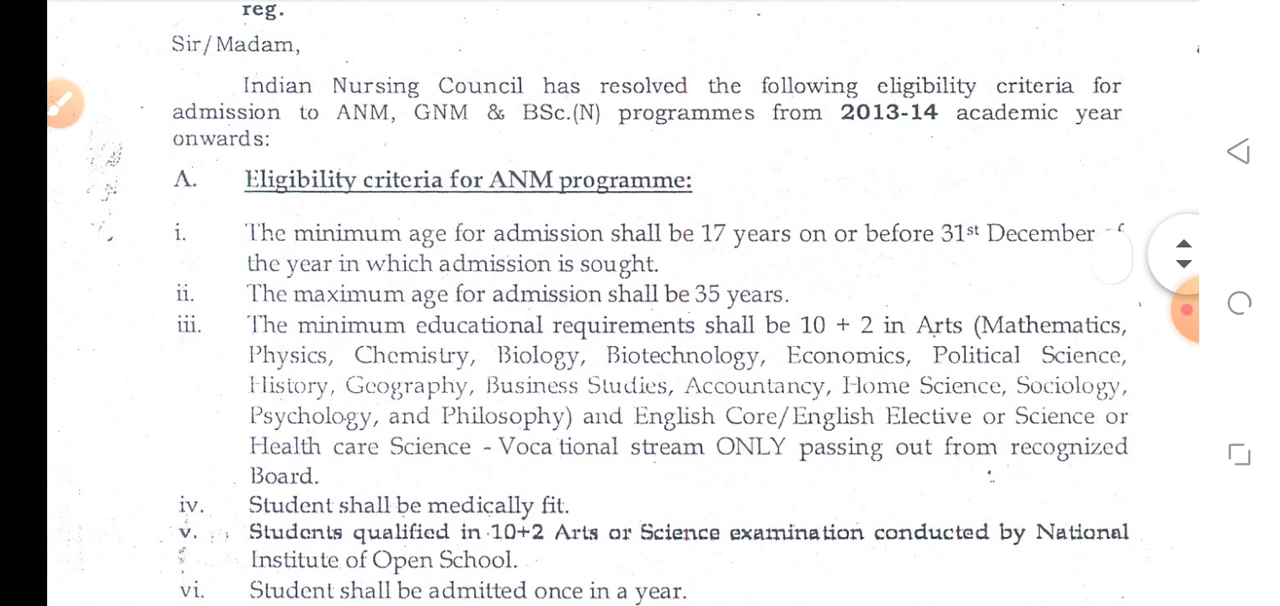 reg.
Sir/Madam,
Indian Nursing Council has resolved the following eligibility criteria for
admission to ANM, GNM & BSc.(N) programmes from 2013-14 academic year
onwards:
A. Eligibility criteria for ANM programme:
i. The minimum age for admission shall be 17 years on or before 31st December
the year in which admission is sought.
ii. The maximum age for admission shall be 35 years.
iii. The minimum educational requirements shall be 10 + 2 in Arts (Mathematics,
Physics, Chemistry, Biology, Biotechnology, Economics, Political Science,
History, Geography, Business Studies, Accountancy, Home Science, Sociology,
Psychology, and Philosophy) and English Core/English Elective or Science or
Health care Science - Voca tional stream ONLY passing out from recognized
Board.
iv. Student shall be medically fit.
v. Students qualified in 10+2 Arts or Science examination conducted by National
Institute of Open School.
vi. Student shall be admitted once in a year.